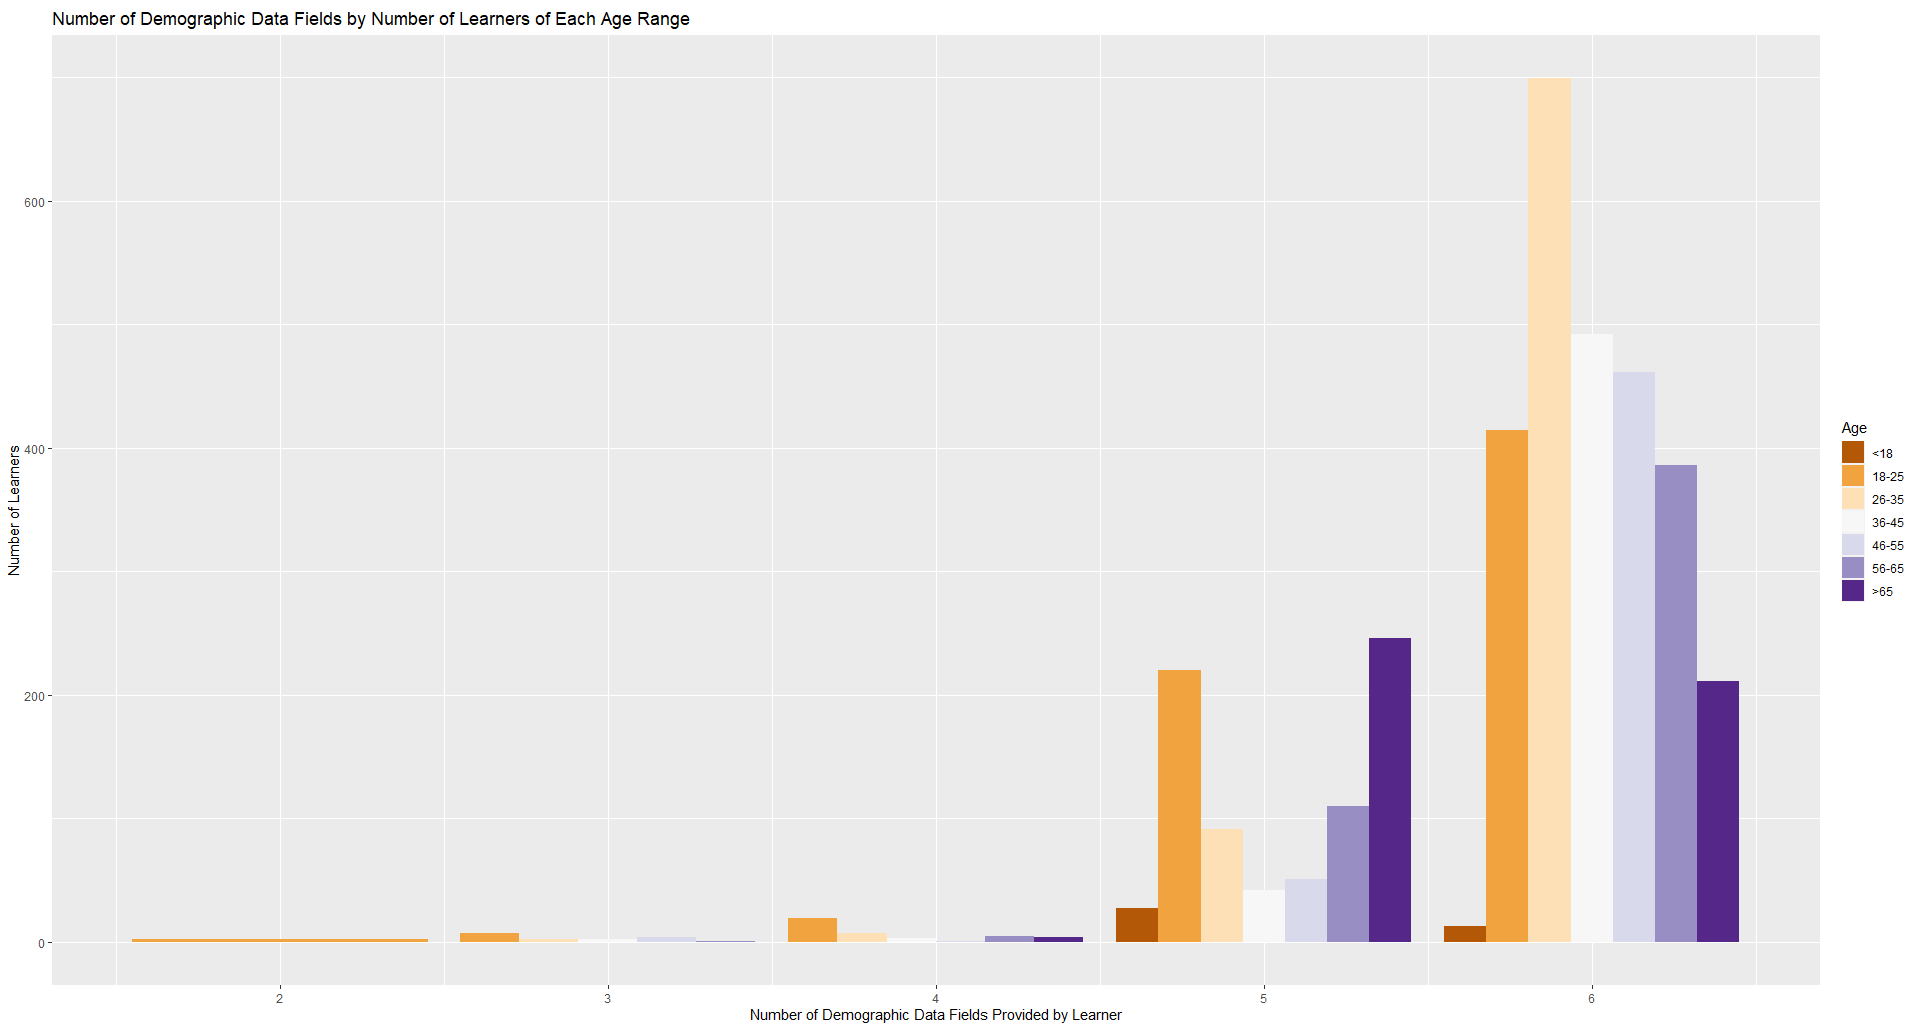 Number of Demographic Data Fields by Number of Learners of Each Age Range
Number of Learners
600
400
200
0
2 3 4 5 6
Number of Demographic Data Fields Provided by Learner
Age
<18
18-25
26-35
36-45
46-55
56-65
>65